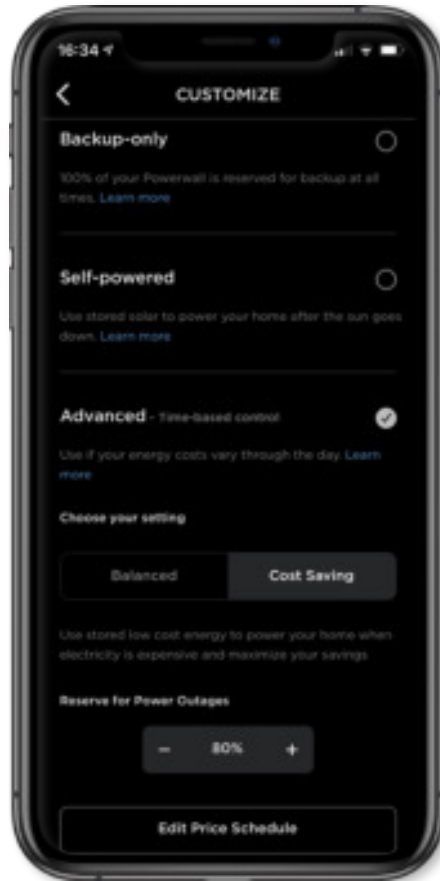 16:34
CUSTOMIZE
Backup-only
100% of your Powerwall is reserved for backup at all
times. Learn more
Self-powered
Use stored solar to power your home after the sun goes
down. Learn more
Advanced - Time-based control
Use if your energy costs vary through the day. Learn
more
Choose your setting
Balanced Cost Saving
Use stored low cost energy to power your home when
electricity is expensive and maximize your savings
Reserve for Power Outages
− 80% +
Edit Price Schedule